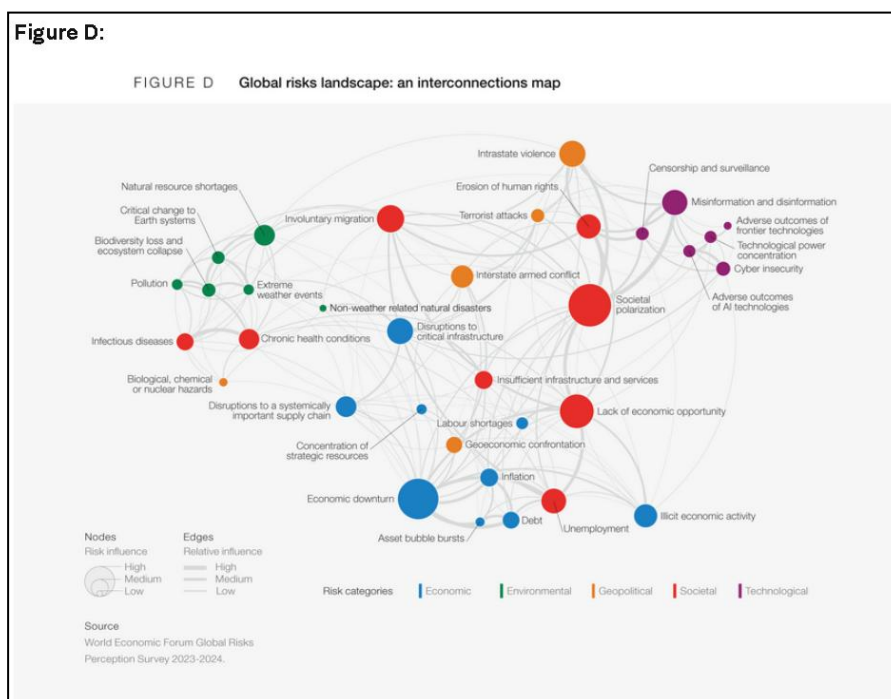 Figure D:
FIGURE D Global risks landscape: an interconnections map
Intrastate violence
Censorship and surveillance
Natural resource shortages
Erosion of human rights
Misinformation and disinformation
Critical change to
Earth systems
Involuntary migration
Terrorist attacks
Adverse outcomes of
frontier technologies
Biodiversity loss and
ecosystem collapse
Technological power
concentration
Cyber insecurity
Pollution
Extreme
weather events
Interstate armed conflict
Adverse outcomes
of AI technologies
Non-weather related natural disasters
Societal
polarization
Disruptions to
critical infrastructure
Infectious diseases
Chronic health conditions
Biological, chemical
or nuclear hazards
Insufficient infrastructure and services
Disruptions to a systemically
important supply chain
Lack of economic opportunity
Labour shortages
Concentration of
strategic resources
Geoeconomic confrontation
Inflation
Economic downturn
Illicit economic activity
Debt
Unemployment
Asset bubble bursts
Nodes
Risk influence
High
Medium
Low
Edges
Relative influence
High
Medium
Low
Risk categories Economic Environmental Geopolitical Societal Technological
Source
World Economic Forum Global Risks
Perception Survey 2023-2024.